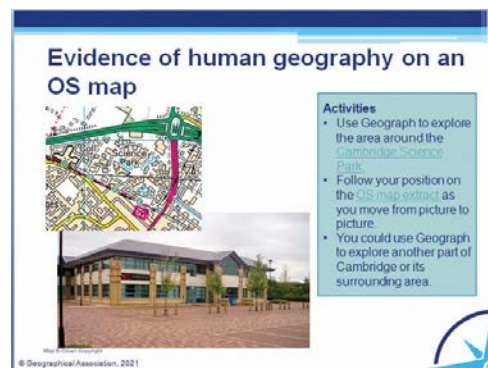 Evidence of human geography on an
OS map
Science
Park
Activities
• Use Geograph to explore
the area around the
Cambridge Science
Park.
• Follow your position on
the OS map extract as
you move from picture to
picture.
• You could use Geograph
to explore another part of
Cambridge or its
surrounding area.
Map © Crown Copyright
© Geographical Association, 2021